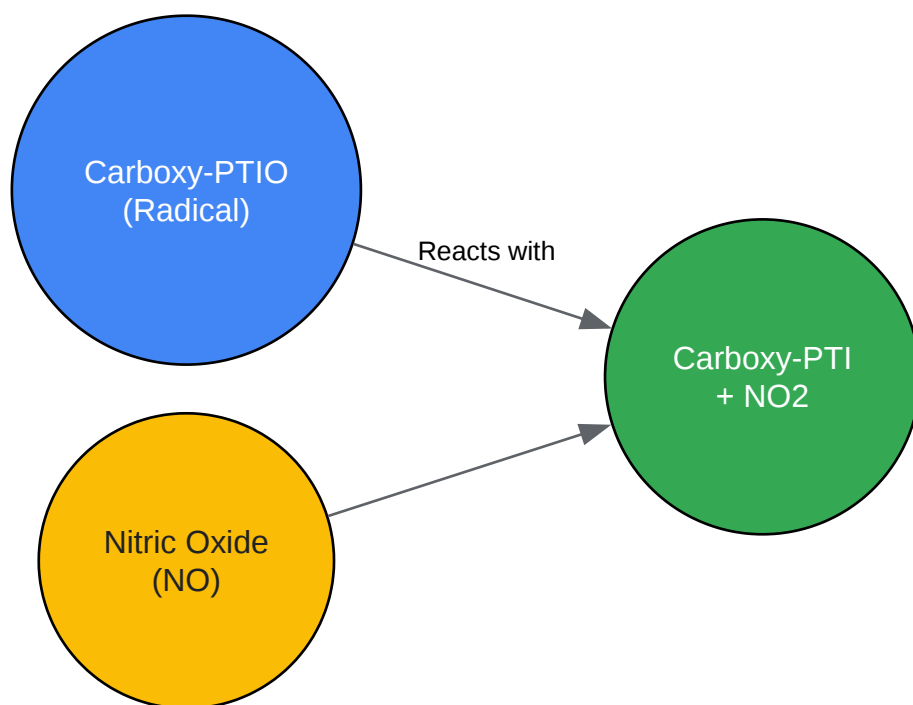 Carboxy-PTIO
(Radical)
Reacts with
Carboxy-PTI
+ NO2
Nitric Oxide
(NO)